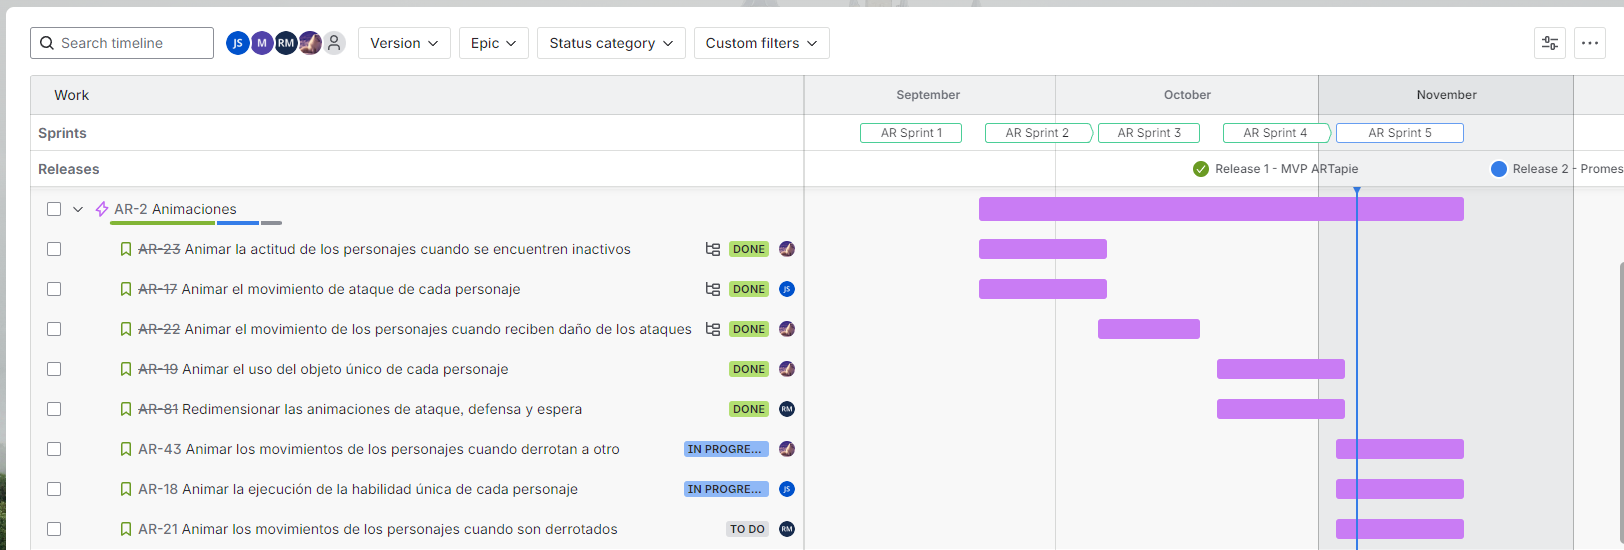 Search timeline
JS M RM
Version
Epic
Status category
Custom filters
Work
September
October
November
Sprints
AR Sprint 1
AR Sprint 2
AR Sprint 3
AR Sprint 4
AR Sprint 5
Releases
Release 1 - MVP ARTapie
Release 2 - Promes
AR-2 Animaciones
AR-23 Animar la actitud de los personajes cuando se encuentren inactivos DONE
AR-17 Animar el movimiento de ataque de cada personaje DONE JS
AR-22 Animar el movimiento de los personajes cuando reciben daño de los ataques DONE
AR-19 Animar el uso del objeto único de cada personaje DONE
AR-81 Redimensionar las animaciones de ataque, defensa y espera DONE RM
AR-43 Animar los movimientos de los personajes cuando derrotan a otro IN PROGRE...
AR-18 Animar la ejecución de la habilidad única de cada personaje IN PROGRE... JS
AR-21 Animar los movimientos de los personajes cuando son derrotados TO DO RM